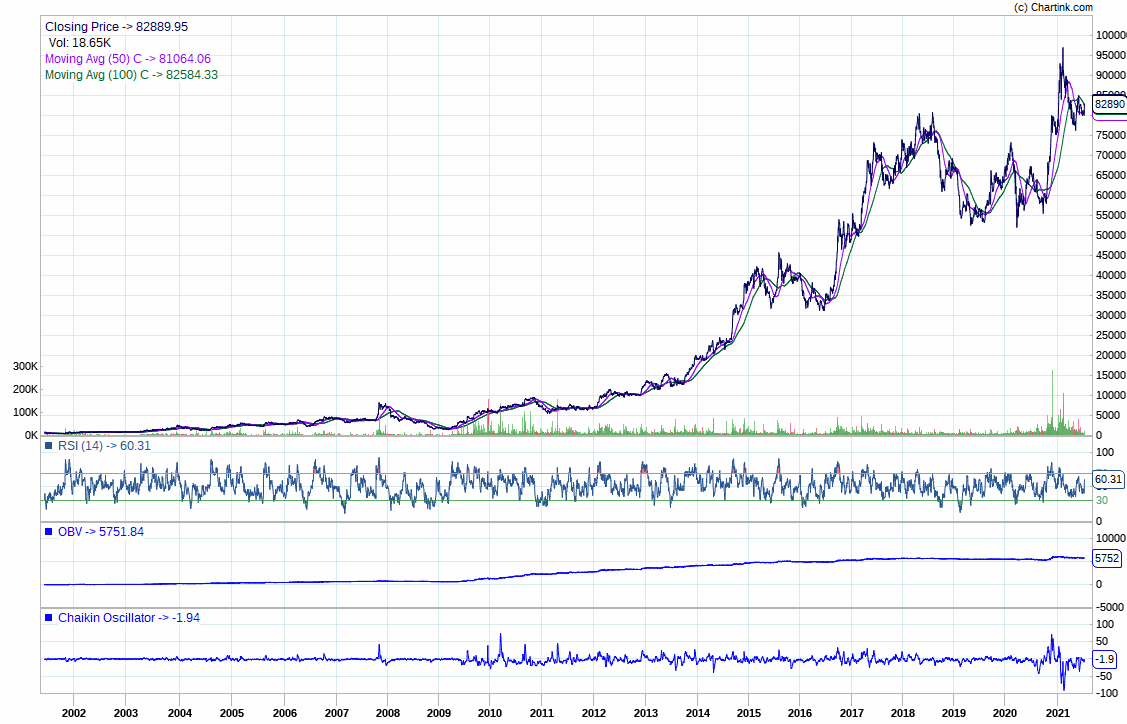 (c) Chartink.com
Closing Price -> 82889.95
Vol: 18.65K
Moving Avg (50) C -> 81064.06
Moving Avg (100) C -> 82584.33
100000
95000
90000
85000
82890
75000
70000
65000
60000
55000
50000
45000
40000
35000
30000
25000
20000
15000
10000
5000
0
300K
200K
100K
0K
RSI (14) -> 60.31
100
60.31
30
0
OBV -> 5751.84
10000
5752
0
-5000
Chaikin Oscillator -> -1.94
100
50
-1.9
-50
-100
2002 2003 2004 2005 2006 2007 2008 2009 2010 2011 2012 2013 2014 2015 2016 2017 2018 2019 2020 2021